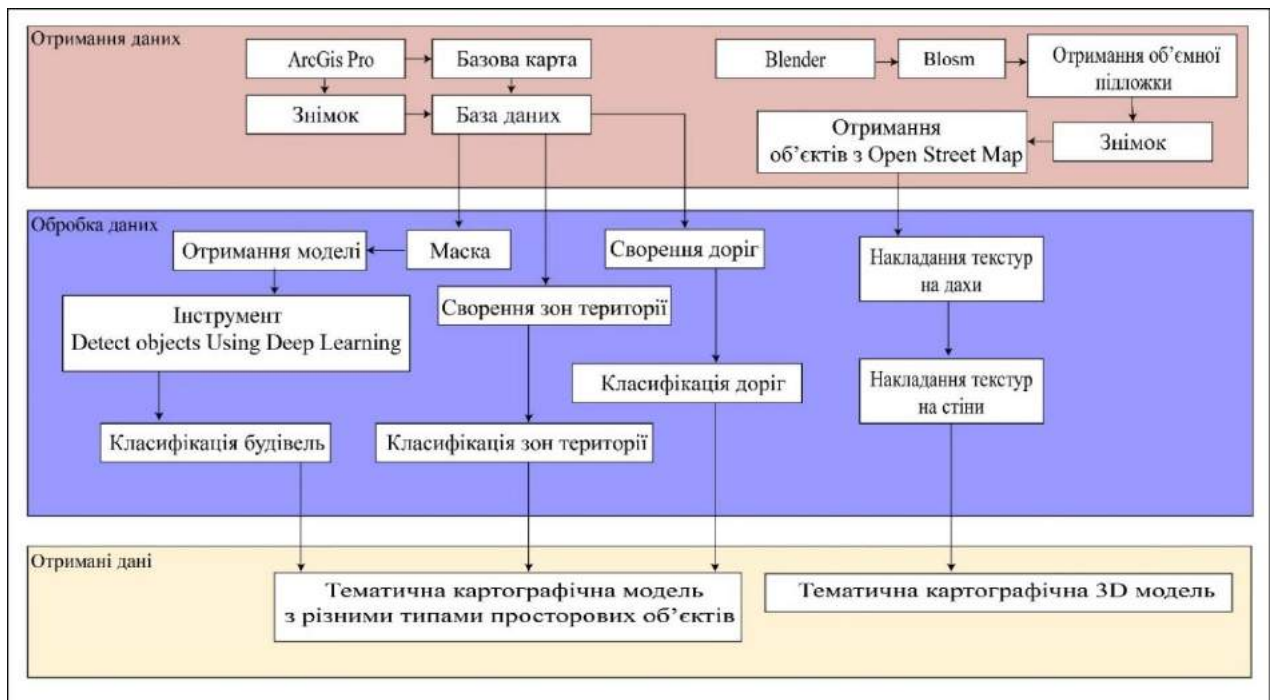 Отримання даних
ArcGis Pro
Базова карта
Blender
Blosm
Отримання об’ємної
підложки
Знімок
База даних
Отримання
об’єктів з Open Street Map
Знімок
Обробка даних
Отримання моделі
Маска
Сворення доріг
Накладання текстур
на дахи
Інструмент
Detect objects Using Deep Learning
Сворення зон території
Класифікація доріг
Накладання текстур
на стіни
Класифікація будівель
Класифікація зон території
Отримані дані
Тематична картографічна модель
з різними типами просторових об’єктів
Тематична картографічна 3D модель